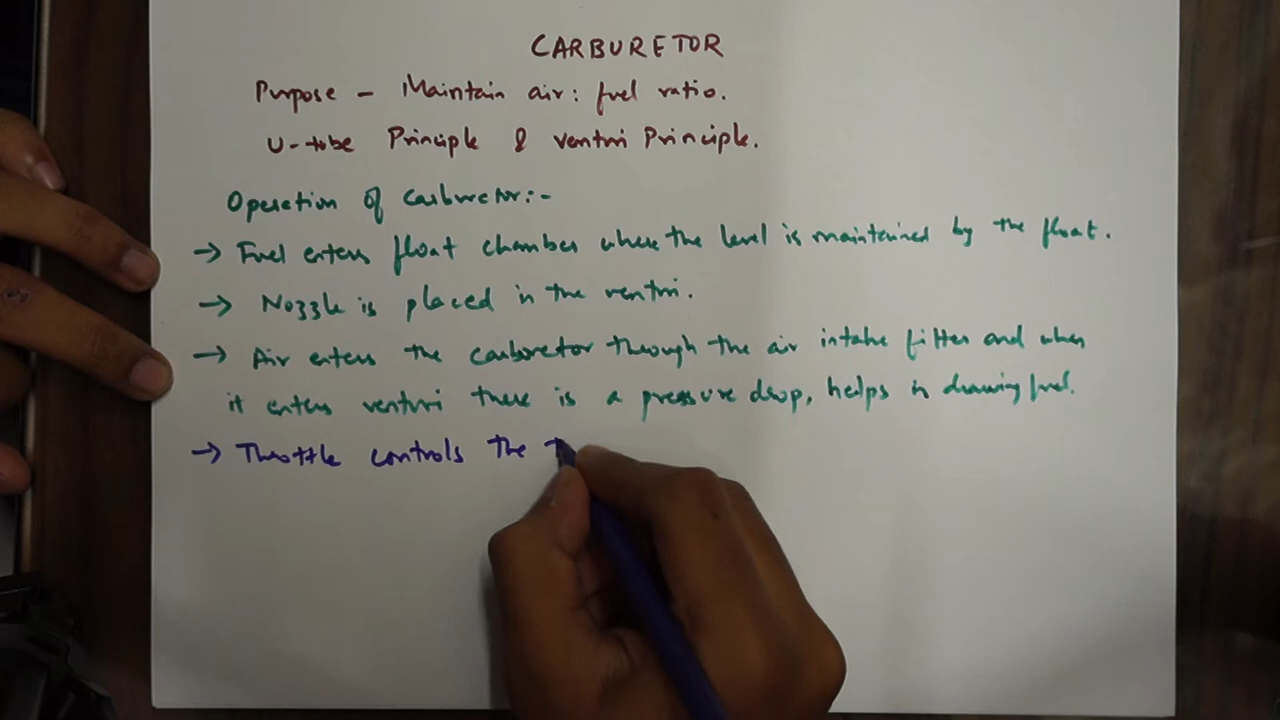 CARBURETOR
Purpose - Maintain air: fuel ratio.
U-tube Principle & ventri Principle.
Operation of carburetor:-
→ Fuel enters float chamber where the level is maintained by the float.
→ Nozzle is placed in the ventri.
→ Air enters the carburetor through the air intake filter and when
it enters venturi there is a pressure drop, helps in drawing fuel.
→ Throttle controls the